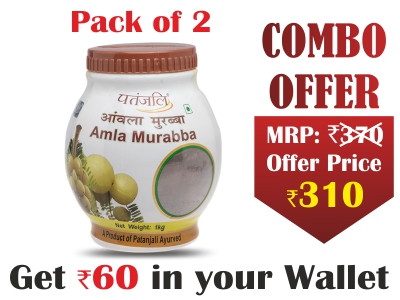 Pack of 2
पतंजलि
आंवला मुरब्बा
Amla Murabba
Net Weight: 1kg
A Product of Patanjali Ayurved
COMBO
OFFER
MRP: ₹370
Offer Price
₹310
Get ₹60 in your Wallet